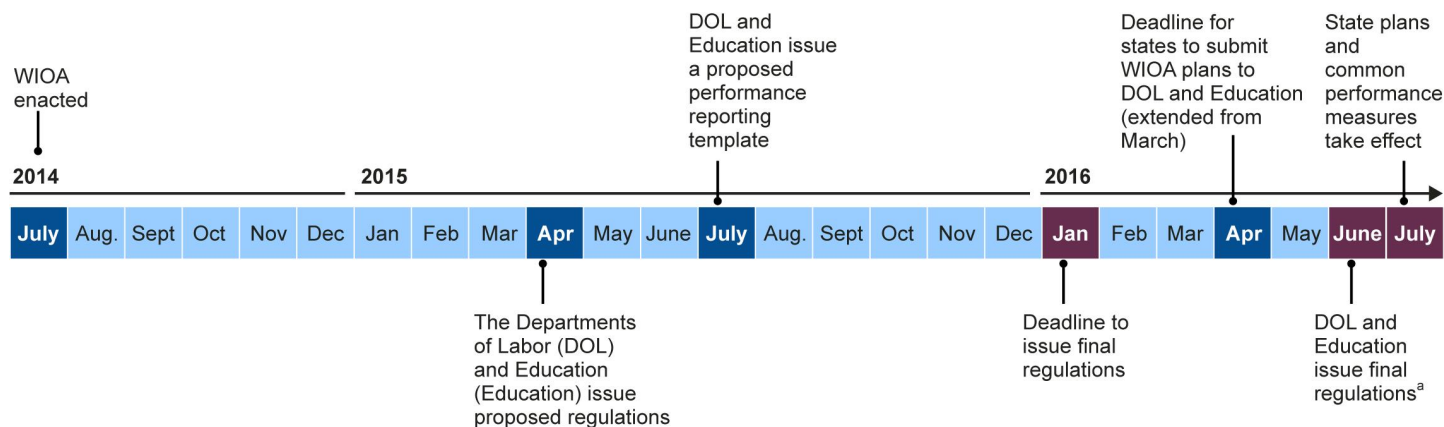 WIOA
enacted
DOL and
Education issue
a proposed
performance
reporting
template
Deadline for
states to submit
WIOA plans to
DOL and Education
(extended from
March)
State plans
and
common
performance
measures
take effect
2014
2015
2016
July Aug. Sept Oct Nov Dec Jan Feb Mar Apr May June July Aug. Sept Oct Nov Dec Jan Feb Mar Apr May June July
The Departments
of Labor (DOL)
and Education
(Education) issue
proposed regulations
Deadline to
issue final
regulations
DOL and
Education
issue final
regulationsᵃ